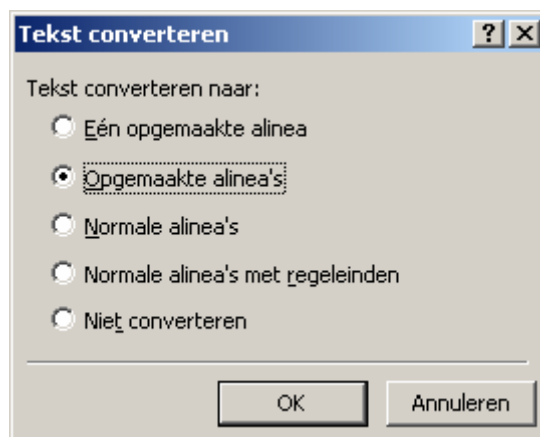 Tekst converteren
Tekst converteren naar:
Eén opgemaakte alinea
Opgemaakte alinea's
Normale alinea's
Normale alinea's met regeleinden
Niet converteren
OK
Annuleren